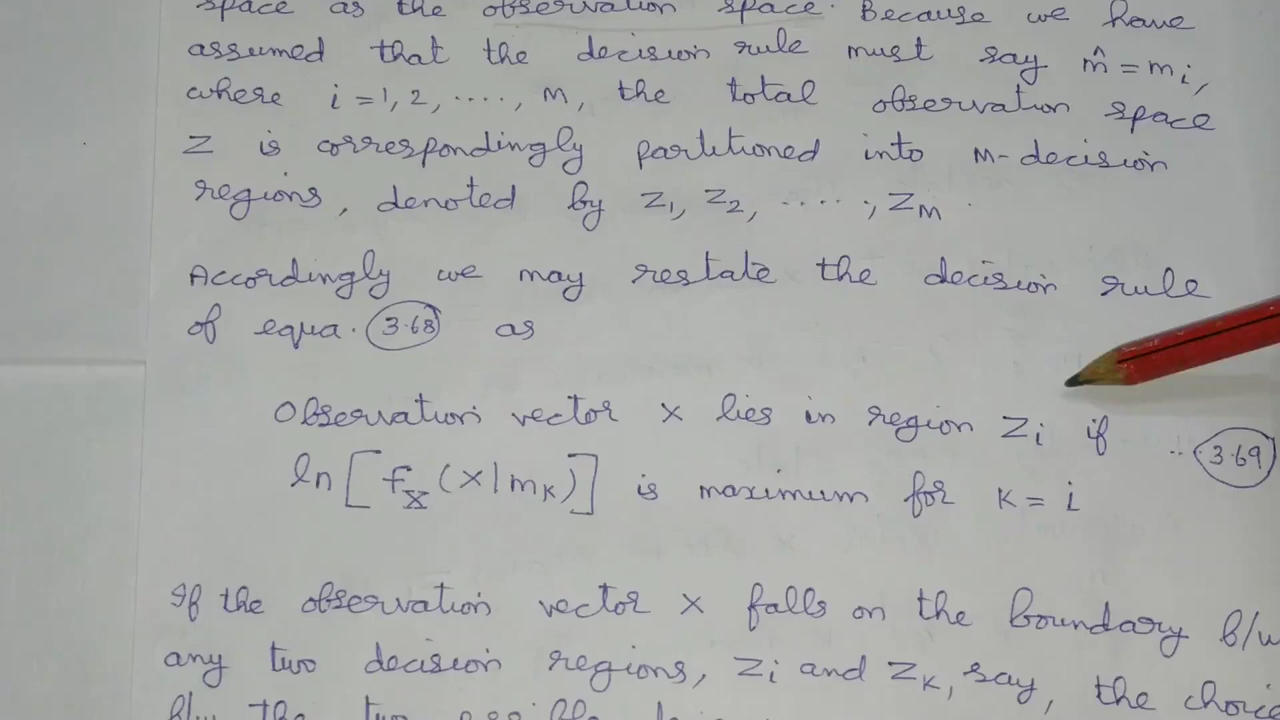 space as the observation space. Because we have
assumed that the decision rule must say m̂ = mi,
where i = 1, 2, ....., M, the total observation space
Z is correspondingly partitioned into M-decision
regions, denoted by Z1, Z2, ....., ZM.
Accordingly we may restate the decision rule
of equa. 3.68 as
Observation vector x lies in region Zi if
... 3.69
ln [fX (x|mK)] is maximum for K = i
If the observation vector x falls on the boundary b/w
any two decision regions, Zi and ZK, say, the choice
b/w the two